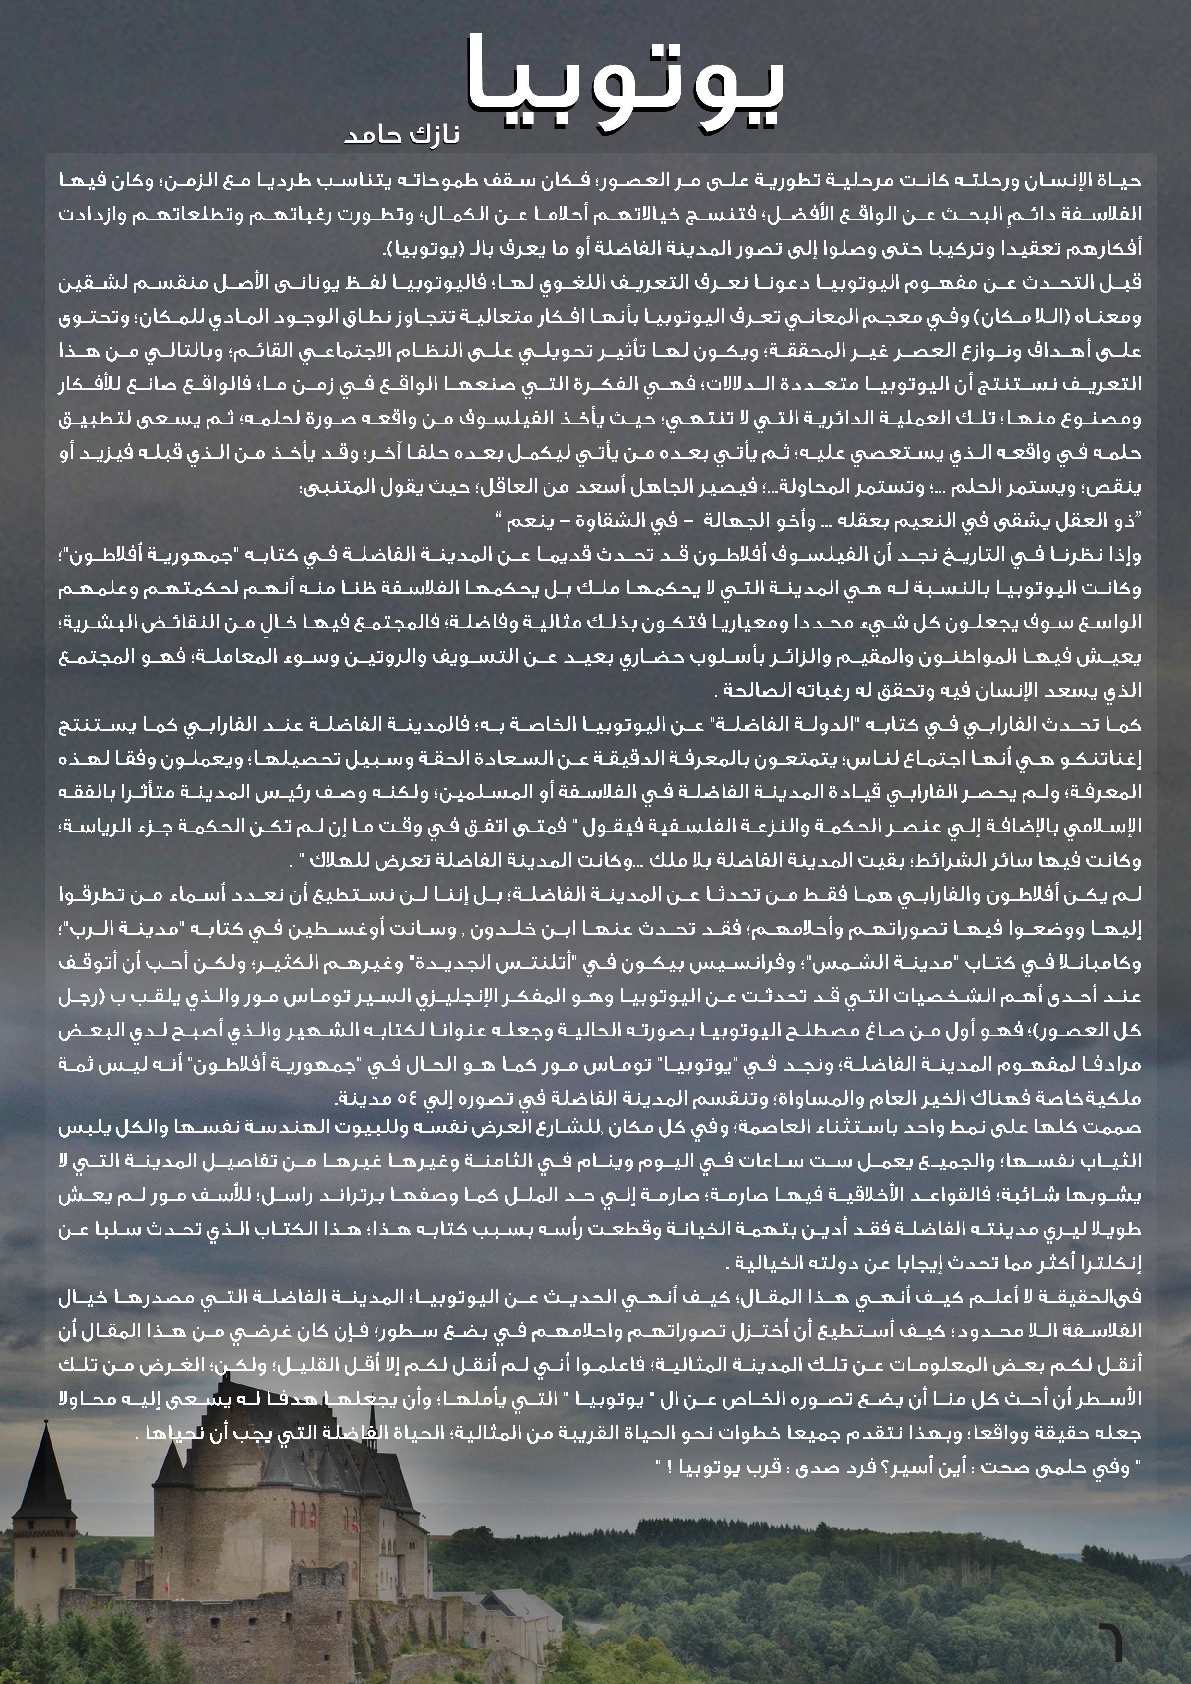 يوتوبيا
نازك حامد
حياة الإنسان ورحلته كانت مرحلية تطورية على مر العصور؛ فكان سقف طموحاته يتناسب طرديا مع الزمن؛ وكان فيها
الفلاسفة دائمِ البحث عن الواقع الأفضل؛ فتنسج خيالاتهم أحلاما عن الكمال؛ وتطورت رغباتهم وتطلعاتهم وازدادت
أفكارهم تعقيدا وتركيبا حتى وصلوا إلى تصور المدينة الفاضلة أو ما يعرف بالـ (يوتوبيا).
قبل التحدث عن مفهوم اليوتوبيا دعونا نعرف التعريف اللغوي لها؛ فاليوتوبيا لفظ يوناني الأصل منقسم لشقين
ومعناه (اللا مكان) وفي معجم المعاني تعرف اليوتوبيا بأنها افكار متعالية تتجاوز نطاق الوجود المادي للمكان؛ وتحتوى
على أهداف ونوازع العصر غير المحققة؛ ويكون لها تأثير تحويلي على النظام الاجتماعي القائم؛ وبالتالي من هذا
التعريف نستنتج أن اليوتوبيا متعددة الدلالات؛ فهي الفكرة التي صنعها الواقع في زمن ما؛ فالواقع صانع للأفكار
ومصنوع منها؛ تلك العملية الدائرية التي لا تنتهي؛ حيث يأخذ الفيلسوف من واقعه صورة لحلمه؛ ثم يسعى لتطبيق
حلمه في واقعه الذي يستعصي عليه؛ ثم يأتي بعده من يأتي ليكمل بعده حلقا آخر؛ وقد يأخذ من الذي قبله فيزيد أو
ينقص؛ ويستمر الحلم ...؛ وتستمر المحاولة...؛ فيصير الجاهل أسعد من العاقل؛ حيث يقول المتنبى:
"ذو العقل يشقى في النعيم بعقله ... وأخو الجهالة – في الشقاوة – ينعم "
وإذا نظرنا في التاريخ نجد أن الفيلسوف أفلاطون قد تحدث قديما عن المدينة الفاضلة في كتابه "جمهورية أفلاطون"؛
وكانت اليوتوبيا بالنسبة له هي المدينة التي لا يحكمها ملك بل يحكمها الفلاسفة ظنا منه أنهم لحكمتهم وعلمهم
الواسع سوف يجعلون كل شيء محددا ومعياريا فتكون بذلك مثالية وفاضلة؛ فالمجتمع فيها خال من النقائض البشرية؛
يعيش فيها المواطنون والمقيم والزائر بأسلوب حضاري بعيد عن التسويف والروتين وسوء المعاملة؛ فهو المجتمع
الذي يسعد الإنسان فيه وتحقق له رغباته الصالحة .
كما تحدث الفارابي في كتابه "الدولة الفاضلة" عن اليوتوبيا الخاصة به؛ فالمدينة الفاضلة عند الفارابي كما يستنتج
إغناتنكو هي أنها اجتماع لناس؛ يتمتعون بالمعرفة الدقيقة عن السعادة الحقة وسبيل تحصيلها؛ ويعملون وفقا لهذه
المعرفة؛ ولم يحصر الفارابي قيادة المدينة الفاضلة في الفلاسفة أو المسلمين؛ ولكنه وصف رئيس المدينة متأثرا بالفقه
الإسلامي بالإضافة إلي عنصر الحكمة والنزعة الفلسفية فيقول " فمتى اتفق في وقت ما إن لم تكن الحكمة جزء الرياسة؛
وكانت فيها سائر الشرائط؛ بقيت المدينة الفاضلة بلا ملك ...وكانت المدينة الفاضلة تعرض للهلاك " .
لم يكن أفلاطون والفارابي هما فقط من تحدثا عن المدينة الفاضلة؛ بل إننا لن نستطيع أن نعدد أسماء من تطرقوا
إليها ووضعوا فيها تصوراتهم وأحلامهم؛ فقد تحدث عنها ابن خلدون , وسانت أوغسطين في كتابه "مدينة الرب"؛
وكامبانلا في كتاب "مدينة الشمس"؛ وفرانسيس بيكون في "أتلنتس الجديدة" وغيرهم الكثير؛ ولكن أحب أن أتوقف
عند أحدى أهم الشخصيات التي قد تحدثت عن اليوتوبيا وهو المفكر الإنجليزي السير توماس مور والذي يلقب ب (رجل
كل العصور)؛ فهو أول من صاغ مصطلح اليوتوبيا بصورته الحالية وجعله عنوانا لكتابه الشهير والذي أصبح لدي البعض
مرادفا لمفهوم المدينة الفاضلة؛ ونجد في "يوتوبيا" توماس مور كما هو الحال في "جمهورية أفلاطون" أنه ليس ثمة
ملكيةخاصة فهناك الخير العام والمساواة؛ وتنقسم المدينة الفاضلة في تصوره إلي ٥٤ مدينة.
صممت كلها على نمط واحد باستثناء العاصمة؛ وفي كل مكان .للشارع العرض نفسه وللبيوت الهندسة نفسها والكل يلبس
الثياب نفسها؛ والجميع يعمل ست ساعات في اليوم وينام في الثامنة وغيرها غيرها من تفاصيل المدينة التي لا
يشوبها شائبة؛ فالقواعد الأخلاقية فيها صارمة؛ صارمة إلي حد الملل كما وصفها برتراند راسل؛ للأسف مور لم يعش
طويلا ليري مدينته الفاضلة فقد أدين بتهمة الخيانة وقطعت رأسه بسبب كتابه هذا؛ هذا الكتاب الذي تحدث سلبا عن
إنكلترا أكثر مما تحدث إيجابا عن دولته الخيالية .
فىالحقيقة لا أعلم كيف أنهي هذا المقال؛ كيف أنهي الحديث عن اليوتوبيا؛ المدينة الفاضلة التي مصدرها خيال
الفلاسفة اللا محدود؛ كيف أستطيع أن أختزل تصوراتهم واحلامهم في بضع سطور؛ فإن كان غرضي من هذا المقال أن
أنقل لكم بعض المعلومات عن تلك المدينة المثالية؛ فاعلموا أني لم أنقل لكم إلا أقل القليل؛ ولكن؛ الغرض من تلك
الأسطر أن أحث كل منا أن يضع تصوره الخاص عن ال " يوتوبيا " التي يأملها؛ وأن يجعلها هدفا له يسعى إليه محاولا
جعله حقيقة وواقعا؛ وبهذا نتقدم جميعا خطوات نحو الحياة القريبة من المثالية؛ الحياة الفاضلة التي يجب أن نحياها .
" وفي حلمى صحت : أين أسير؟ فرد صدى : قرب يوتوبيا ! "
٦